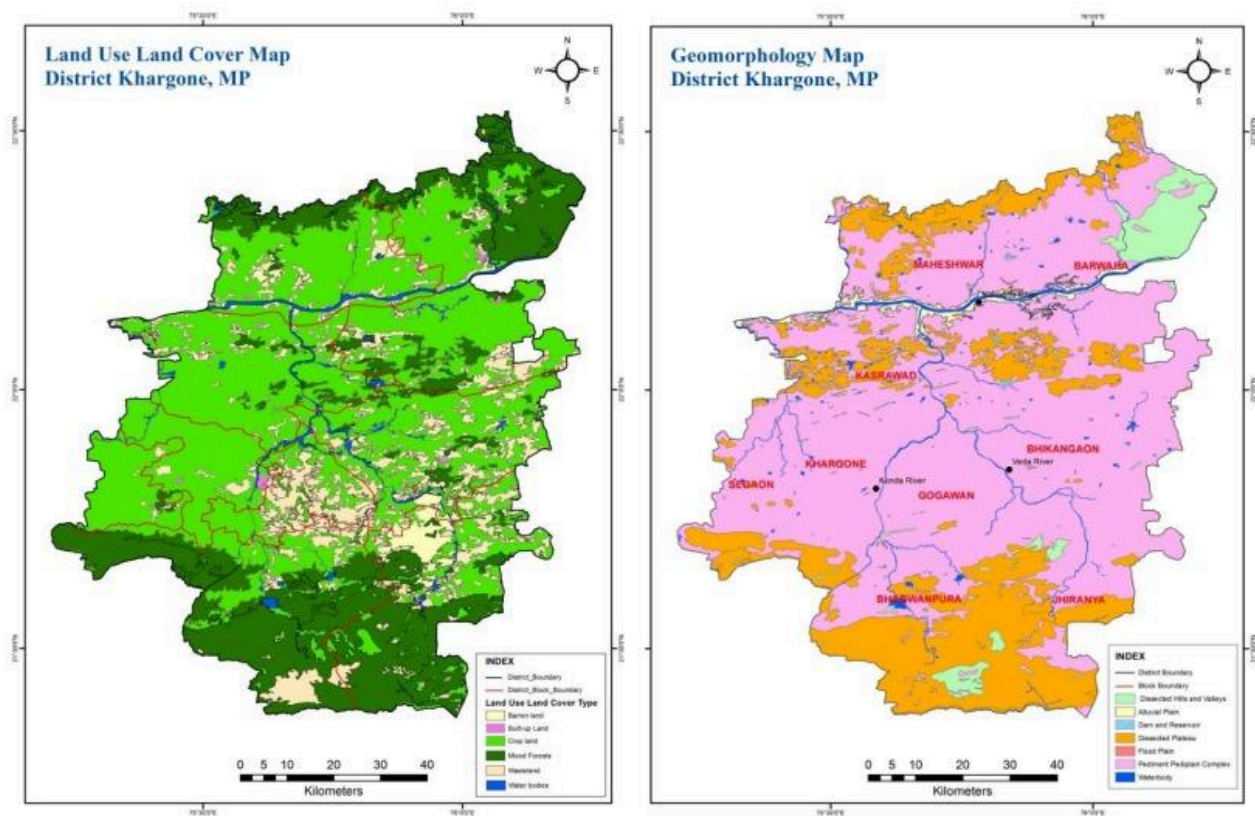 Land Use Land Cover Map
District Khargone, MP
N
W
E
S
INDEX
District_Boundary
District_Block_Boundary
Land Use Land Cover Type
Barren land
Built-up Land
Crop land
Mixed Forests
Wasteland
Water bodies
0 5 10 20 30 40
Kilometers
Geomorphology Map
District Khargone, MP
N
W
E
S
MAHESHWAR
BARWAHA
KASRAWAD
BHIKANGAON
KHARGONE
Veda River
SEGAON
Kunda River
GOGAWAN
BHAGWANPURA
JHIRANYA
INDEX
District Boundary
Block Boundary
Dissected Hills and Valleys
Alluvial Plain
Dam and Reservoir
Dissected Plateau
Flood Plain
Pediment Pediplain Complex
Waterbody
0 5 10 20 30 40
Kilometers